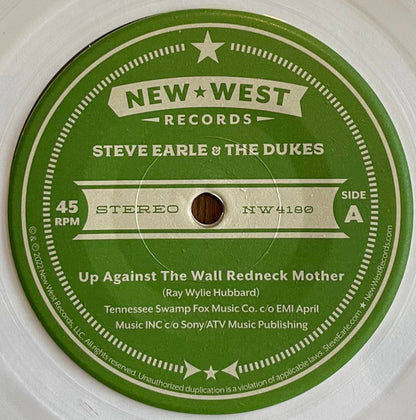 NEW★WEST
RECORDS
STEVE EARLE & THE DUKES
45
RPM
STEREO
NW4180
SIDE
A
Up Against The Wall Redneck Mother
(Ray Wylie Hubbard)
Tennessee Swamp Fox Music Co. c/o EMI April
Music INC c/o Sony/ATV Music Publishing
© & ℗ 2022 New West Records, LLC. All rights reserved. Unauthorized duplication is a violation of applicable laws. SteveEarle.com ★ NewWestRecords.com